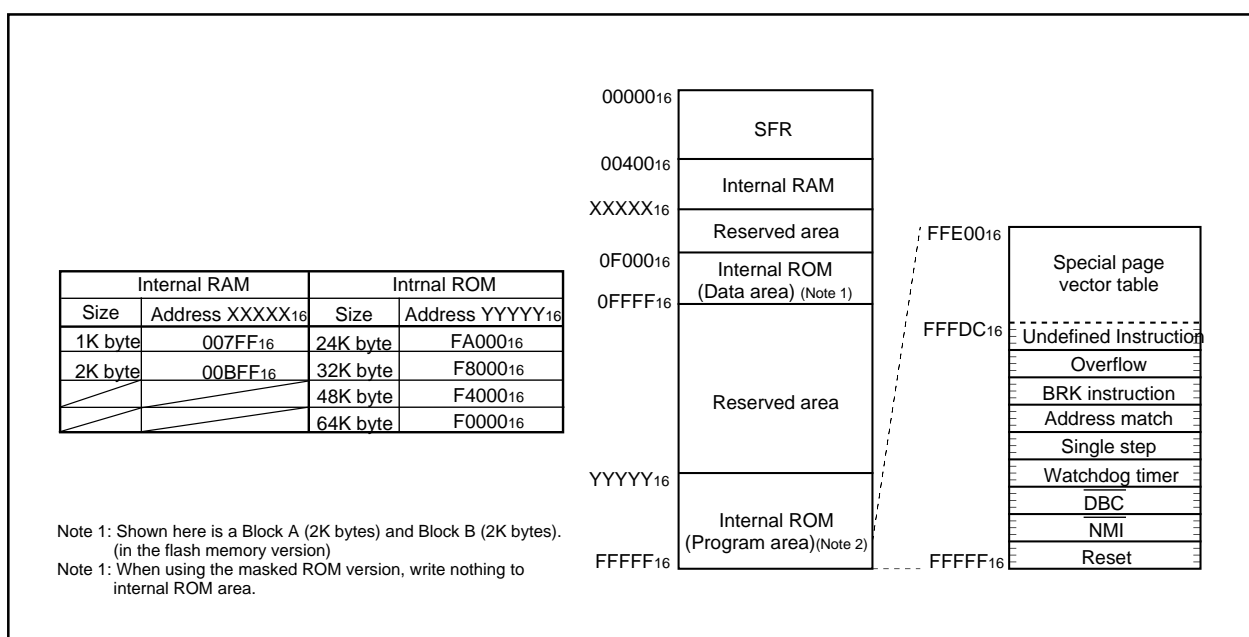 Internal RAM Intrnal ROM
Size Address XXXXX16 Size Address YYYYY16
1K byte 007FF16 24K byte FA00016
2K byte 00BFF16 32K byte F800016
48K byte F400016
64K byte F000016
Note 1: Shown here is a Block A (2K bytes) and Block B (2K bytes).
(in the flash memory version)
Note 1: When using the masked ROM version, write nothing to
internal ROM area.
0000016
SFR
0040016
Internal RAM
XXXXX16
Reserved area
0F00016
Internal ROM
(Data area) (Note 1)
0FFFF16
Reserved area
YYYYY16
Internal ROM
(Program area)(Note 2)
FFFFF16
FFE0016
Special page
vector table
FFFDC16
Undefined Instruction
Overflow
BRK instruction
Address match
Single step
Watchdog timer
DBC
NMI
Reset
FFFFF16